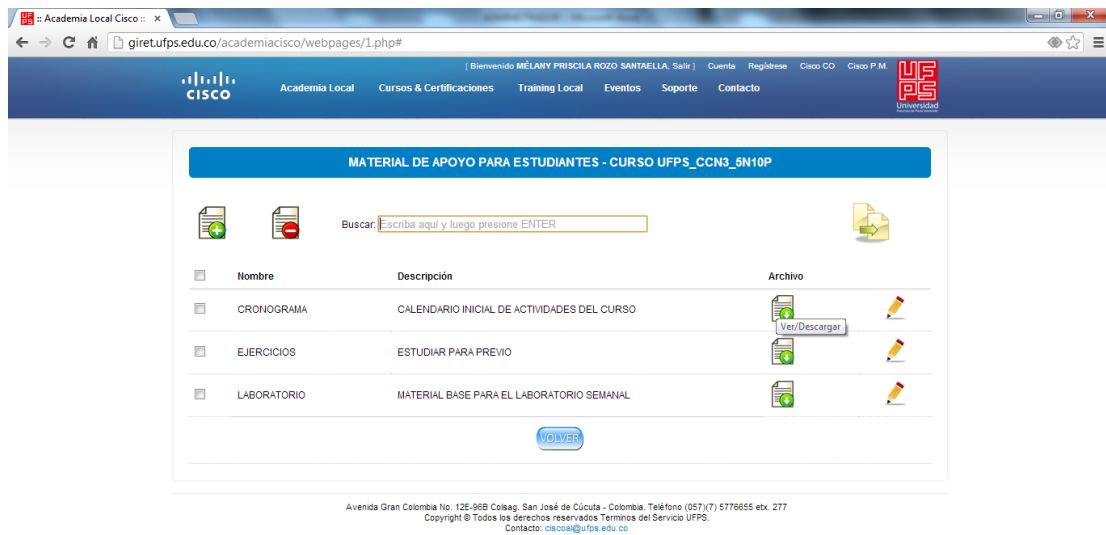 :: Academia Local Cisco ::
giret.ufps.edu.co/academiacisco/webpages/1.php#
[ Bienvenido MÉLANY PRISCILA ROZO SANTAELLA, Salir ] Cuenta Regístrese Cisco CO Cisco P.M.
CISCO
Academia Local Cursos & Certificaciones Training Local Eventos Soporte Contacto
UFPS
Universidad
MATERIAL DE APOYO PARA ESTUDIANTES - CURSO UFPS_CCN3_5N10P
Buscar: Escriba aquí y luego presione ENTER
Nombre Descripción Archivo
CRONOGRAMA CALENDARIO INICIAL DE ACTIVIDADES DEL CURSO
Ver/Descargar
EJERCICIOS ESTUDIAR PARA PREVIO
LABORATORIO MATERIAL BASE PARA EL LABORATORIO SEMANAL
VOLVER
Avenida Gran Colombia No. 12E-96B Colsag. San José de Cúcuta - Colombia. Teléfono (057)(7) 5776655 etx. 277
Copyright © Todos los derechos reservados Terminos del Servicio UFPS.
Contacto: ciscoal@ufps.edu.co